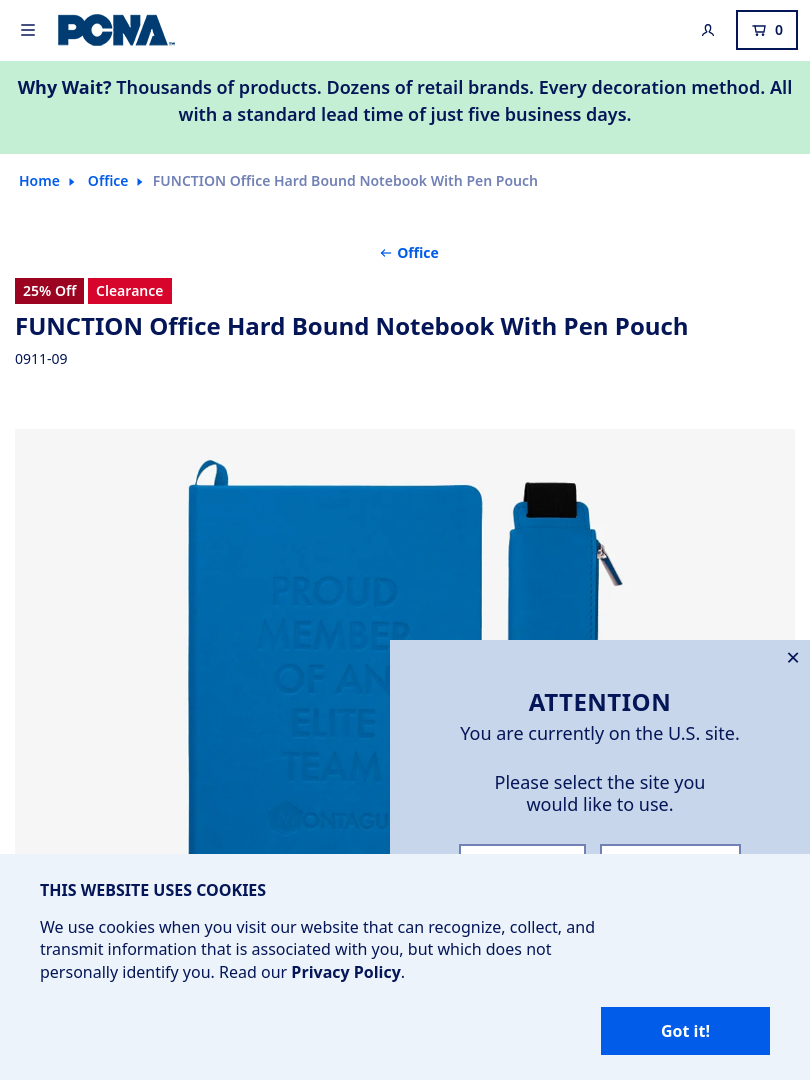 PCNA
0
Why Wait? Thousands of products. Dozens of retail brands. Every decoration method. All
with a standard lead time of just five business days.
Home Office FUNCTION Office Hard Bound Notebook With Pen Pouch
← Office
25% Off Clearance
FUNCTION Office Hard Bound Notebook With Pen Pouch
0911-09
PROUD
MEMBER
OF AN
ELITE
TEAM
MONTAGU
ATTENTION
You are currently on the U.S. site.
Please select the site you
would like to use.
THIS WEBSITE USES COOKIES
We use cookies when you visit our website that can recognize, collect, and
transmit information that is associated with you, but which does not
personally identify you. Read our Privacy Policy.
Got it!